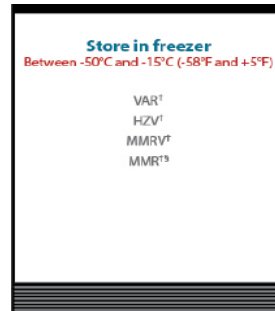 Store in freezer
Between -50°C and -15°C (-58°F and +5°F)
VAR†
HZV†
MMRV†
MMR†§